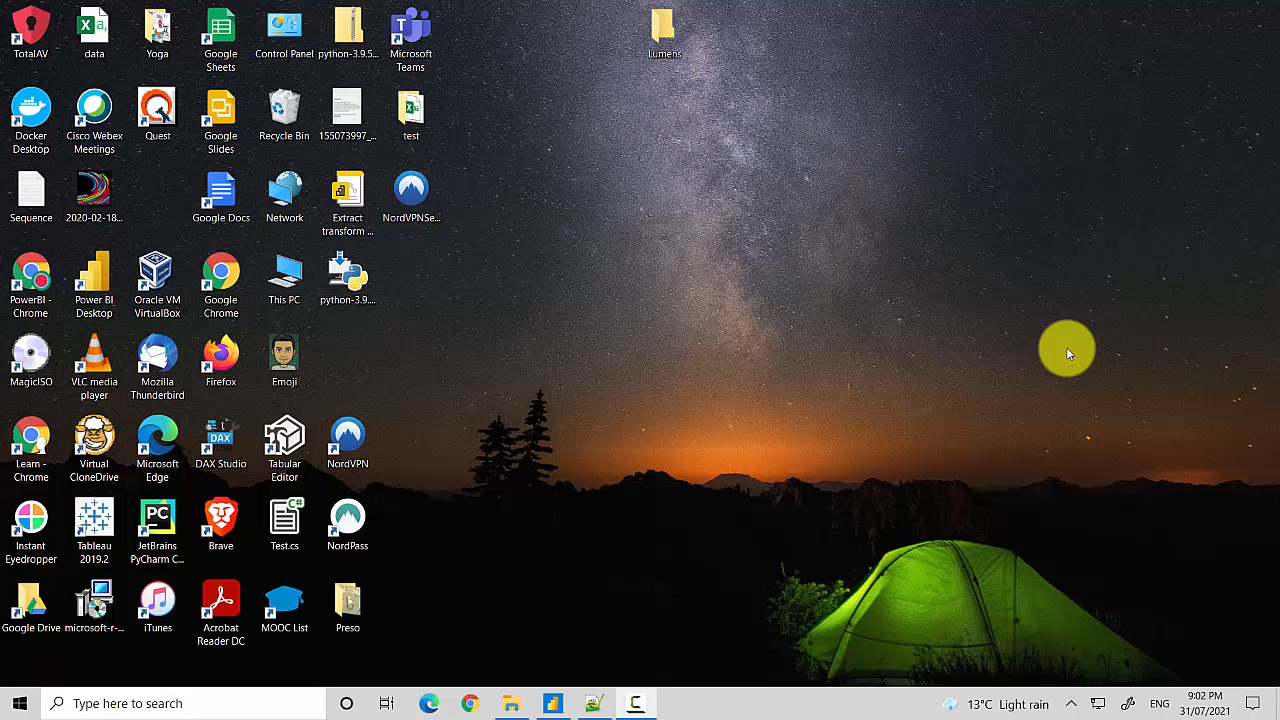 TotalAV
data
Yoga
Google
Sheets
Control Panel
python-3.9.5...
Microsoft
Teams
Lumens
Docker
Desktop
Cisco Webex
Meetings
Quest
Google
Slides
Recycle Bin
155073997_...
test
Sequence
2020-02-18...
Google Docs
Network
Extract
transform ...
NordVPNSe...
PowerBI -
Chrome
Power BI
Desktop
Oracle VM
VirtualBox
Google
Chrome
This PC
python-3.9....
MagicISO
VLC media
player
Mozilla
Thunderbird
Firefox
Emoji
Learn -
Chrome
Virtual
CloneDrive
Microsoft
Edge
DAX
DAX Studio
Tabular
Editor
NordVPN
Instant
Eyedropper
Tableau
2019.2
PC
JetBrains
PyCharm C...
Brave
C#
Test.cs
NordPass
Google Drive
microsoft-r-...
iTunes
Acrobat
Reader DC
MOOC List
Preso
Type here to search
13°C Light rain
ENG
9:02 PM
31/07/2021